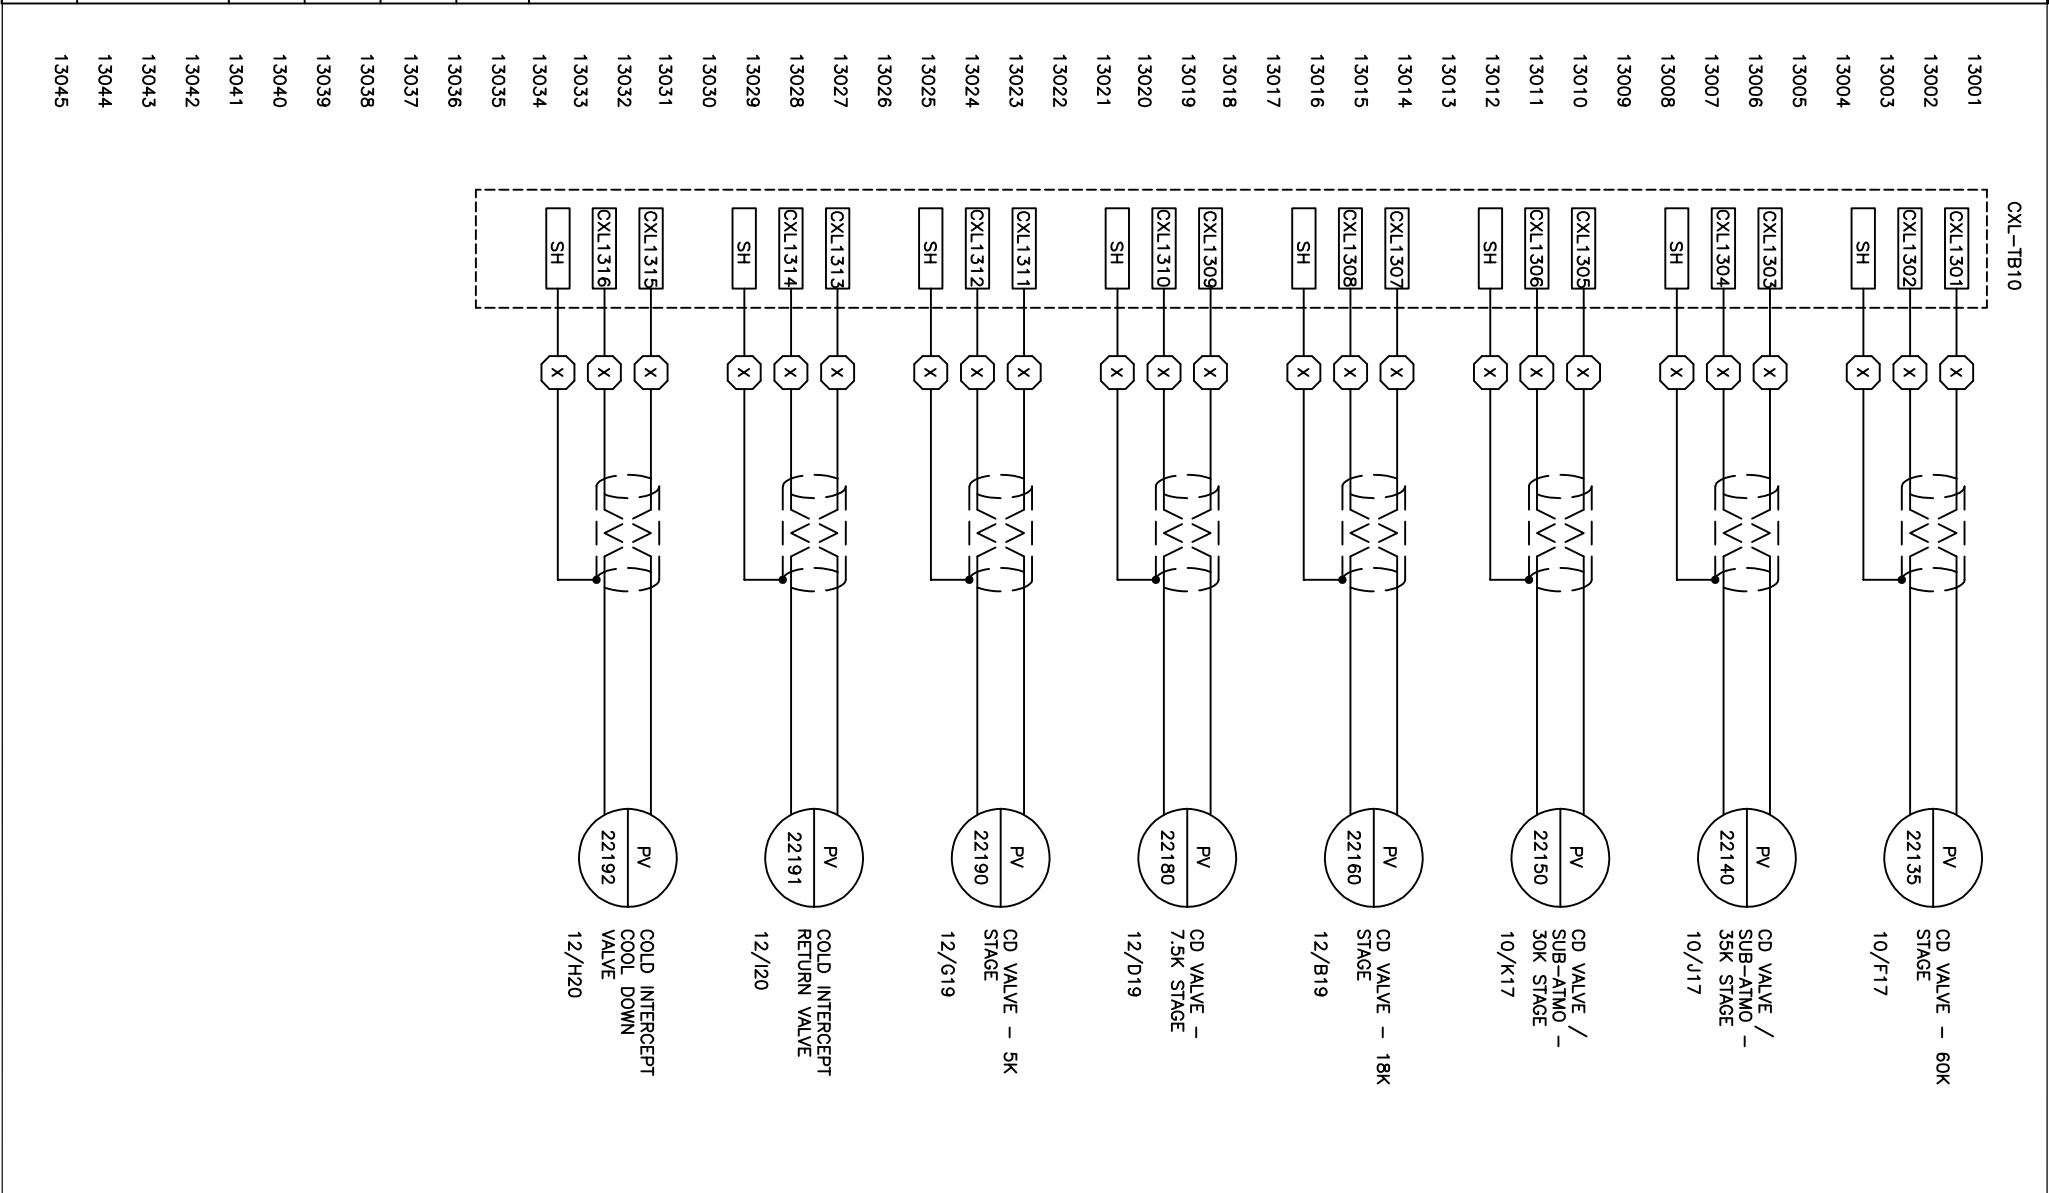 13001
13002
13003
13004
13005
13006
13007
13008
13009
13010
13011
13012
13013
13014
13015
13016
13017
13018
13019
13020
13021
13022
13023
13024
13025
13026
13027
13028
13029
13030
13031
13032
13033
13034
13035
13036
13037
13038
13039
13040
13041
13042
13043
13044
13045
CXL-TB10
CXL1301 X
CXL1302 X
SH X
PV
22135
CD VALVE - 60K
STAGE
10/F17
CXL1303 X
CXL1304 X
SH X
PV
22140
CD VALVE /
SUB-ATMO -
35K STAGE
10/J17
CXL1305 X
CXL1306 X
SH X
PV
22150
CD VALVE /
SUB-ATMO -
30K STAGE
10/K17
CXL1307 X
CXL1308 X
SH X
PV
22160
CD VALVE - 18K
STAGE
12/B19
CXL1309 X
CXL1310 X
SH X
PV
22180
CD VALVE -
7.5K STAGE
12/D19
CXL1311 X
CXL1312 X
SH X
PV
22190
CD VALVE - 5K
STAGE
12/G19
CXL1313 X
CXL1314 X
SH X
PV
22191
COLD INTERCEPT
RETURN VALVE
12/I20
CXL1315 X
CXL1316 X
SH X
PV
22192
COLD INTERCEPT
COOL DOWN
VALVE
12/H20